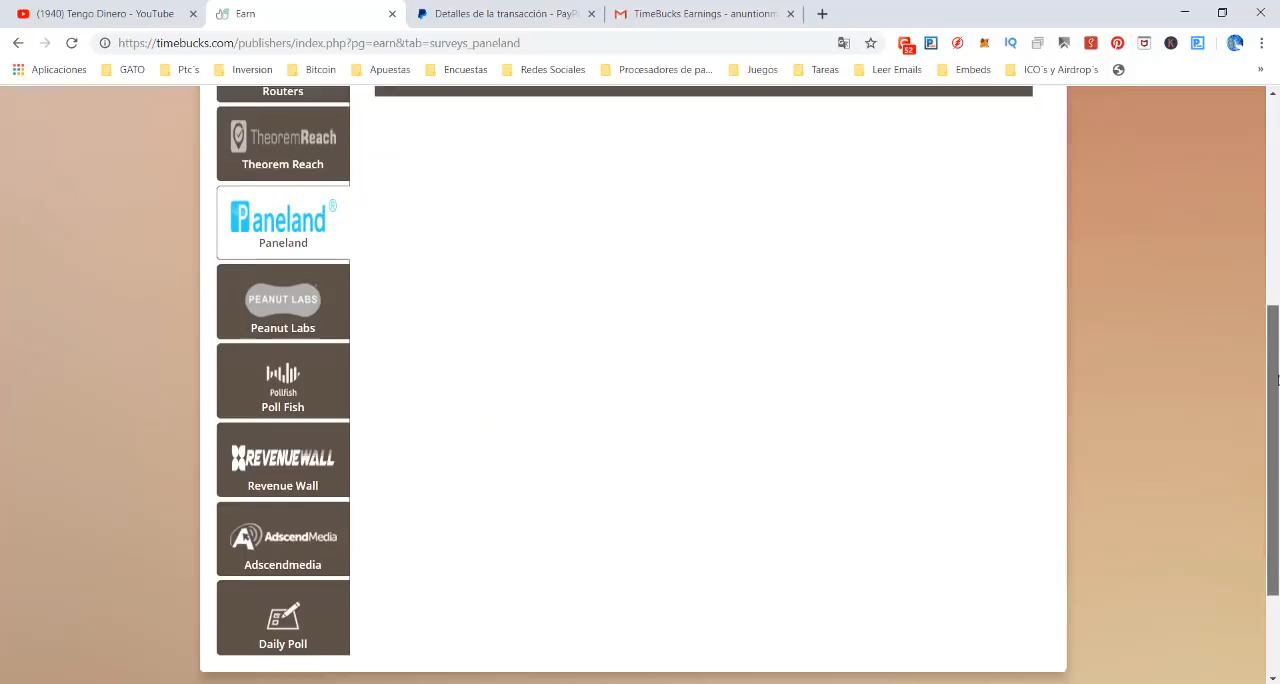 (1940) Tengo Dinero - YouTube
Earn
Detalles de la transacción - PayP
TimeBucks Earnings - anuntionm
https://timebucks.com/publishers/index.php?pg=earn&tab=surveys_paneland
52
IQ
Aplicaciones
GATO
Ptc´s
Inversion
Bitcoin
Apuestas
Encuestas
Redes Sociales
Procesadores de pa...
Juegos
Tareas
Leer Emails
Embeds
ICO´s y Airdrop´s
»
Routers
TheoremReach
Theorem Reach
Paneland®
Paneland
PEANUT LABS
Peanut Labs
Pollfish
Poll Fish
REVENUEWALL
Revenue Wall
AdscendMedia
Adscendmedia
Daily Poll